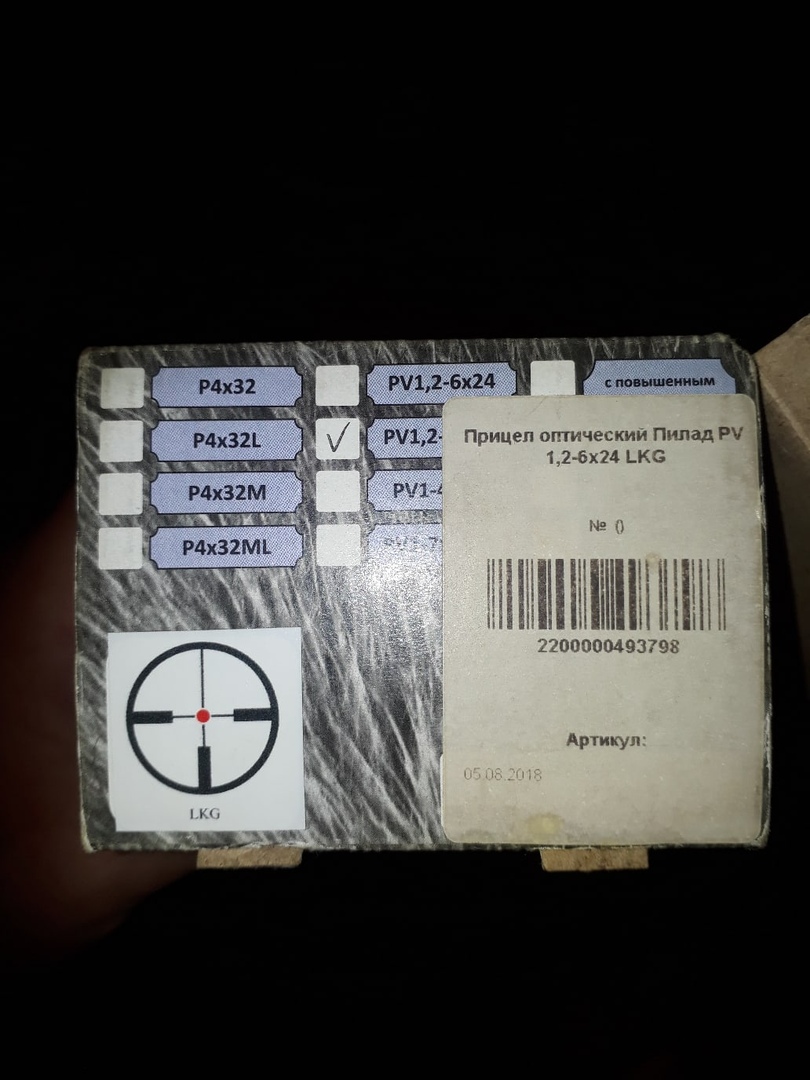 P4x32
PV1,2-6x24
с повышенным
P4x32L
PV1,2-
P4x32M
PV1-4
P4x32ML
Прицел оптический Пилад PV
1,2-6x24 LKG
№ ()
2200000493798
Артикул:
05.08.2018
LKG